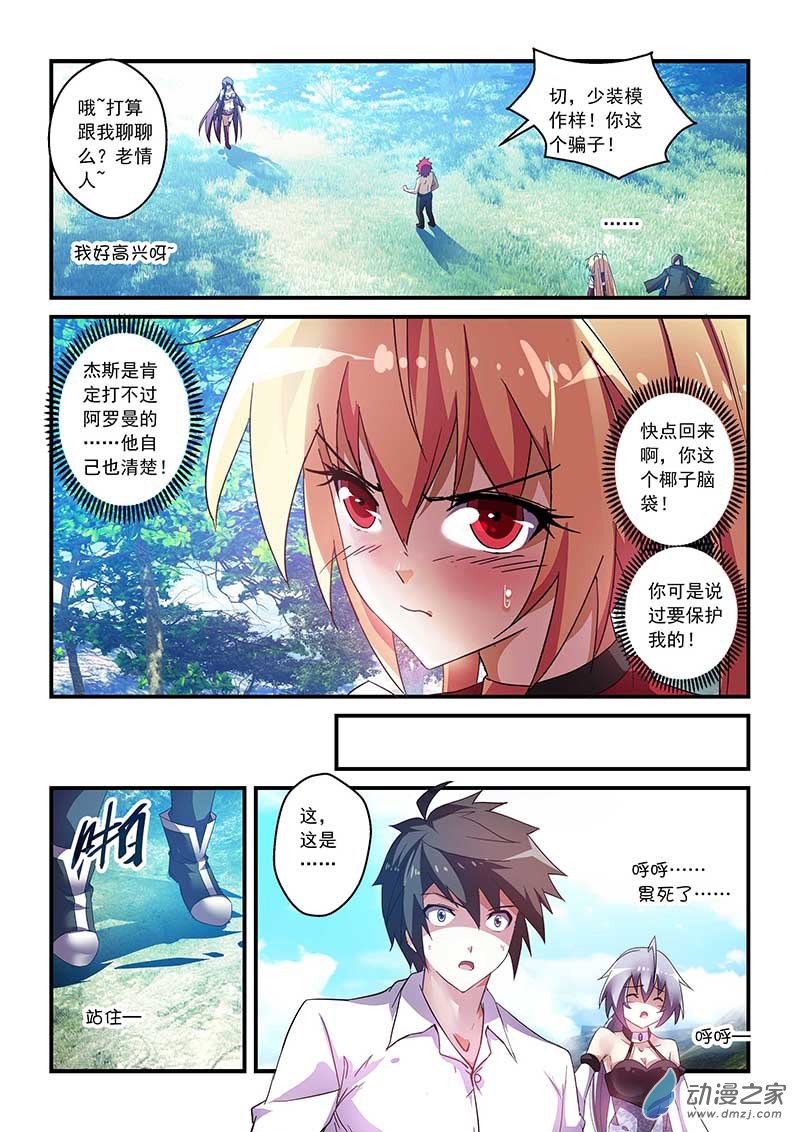 哦~打算
跟我聊聊
么？老情
人~
我好高兴呀~
切，少装模
作样！你这
个骗子！
……
杰斯是肯
定打不过
阿罗曼的
……他自
己也清楚！
快点回来
啊，你这
个椰子脑
袋！
你可是说
过要保护
我的！
啪
站住—
这，
这是
……
呼呼……
累死了……
呼呼—
动漫之家
www.dmzj.com